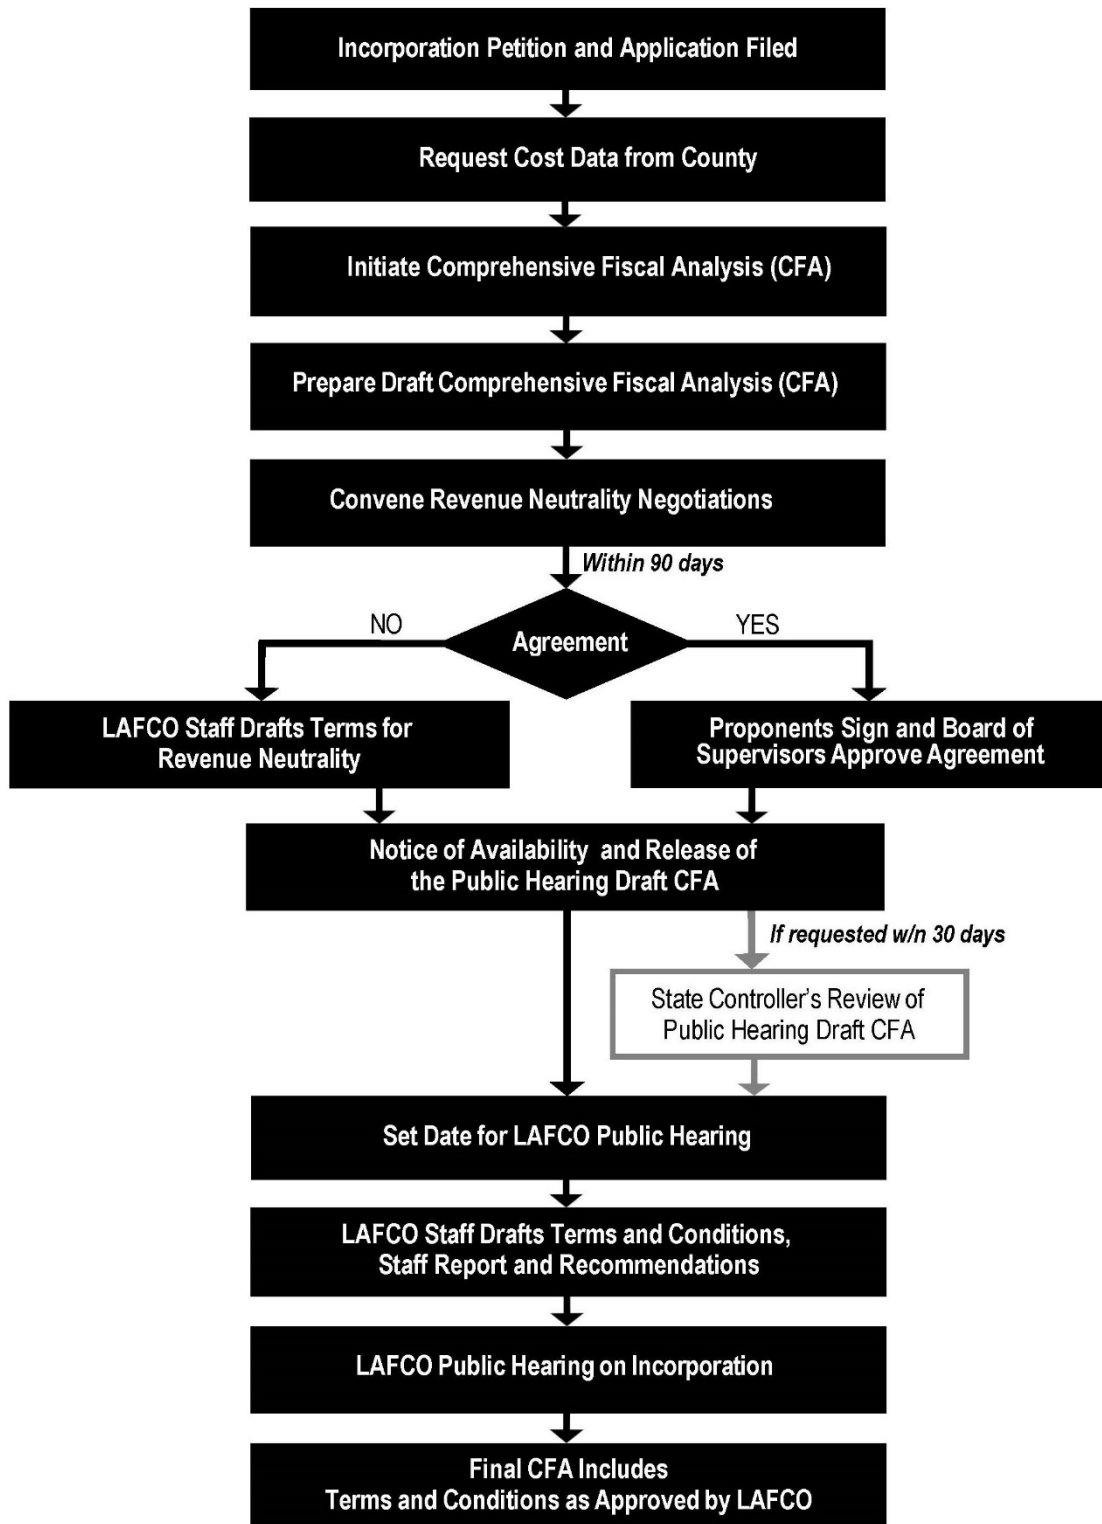 Incorporation Petition and Application Filed
Request Cost Data from County
Initiate Comprehensive Fiscal Analysis (CFA)
Prepare Draft Comprehensive Fiscal Analysis (CFA)
Convene Revenue Neutrality Negotiations
Within 90 days
NO
Agreement
YES
LAFCO Staff Drafts Terms for
Revenue Neutrality
Proponents Sign and Board of
Supervisors Approve Agreement
Notice of Availability and Release of
the Public Hearing Draft CFA
If requested w/n 30 days
State Controller's Review of
Public Hearing Draft CFA
Set Date for LAFCO Public Hearing
LAFCO Staff Drafts Terms and Conditions,
Staff Report and Recommendations
LAFCO Public Hearing on Incorporation
Final CFA Includes
Terms and Conditions as Approved by LAFCO